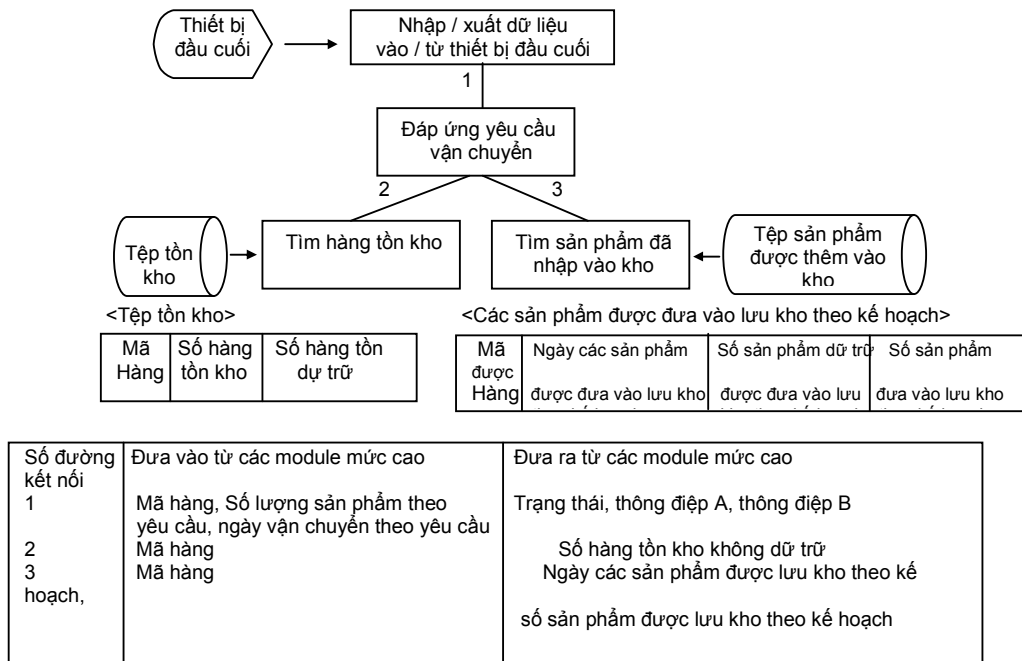 Thiết bị
đầu cuối
Nhập / xuất dữ liệu
vào / từ thiết bị đầu cuối
1
Đáp ứng yêu cầu
vận chuyển
2
3
Tệp tồn
kho
Tìm hàng tồn kho
Tìm sản phẩm đã
nhập vào kho
Tệp sản phẩm
được thêm vào
kho
<Tệp tồn kho>
<Các sản phẩm được đưa vào lưu kho theo kế hoạch>
Mã
Hàng
Số hàng
tồn kho
Số hàng tồn
dự trữ
Mã Ngày các sản phẩm Số sản phẩm dữ trữ Số sản phẩm
được
Hàng được đưa vào lưu kho được đưa vào lưu đưa vào lưu kho
Số đường Đưa vào từ các module mức cao Đưa ra từ các module mức cao
kết nối
1 Mã hàng, Số lượng sản phẩm theo Trạng thái, thông điệp A, thông điệp B
yêu cầu, ngày vận chuyển theo yêu cầu
2 Mã hàng Số hàng tồn kho không dữ trữ
3 Mã hàng Ngày các sản phẩm được lưu kho theo kế
hoạch,
số sản phẩm được lưu kho theo kế hoạch